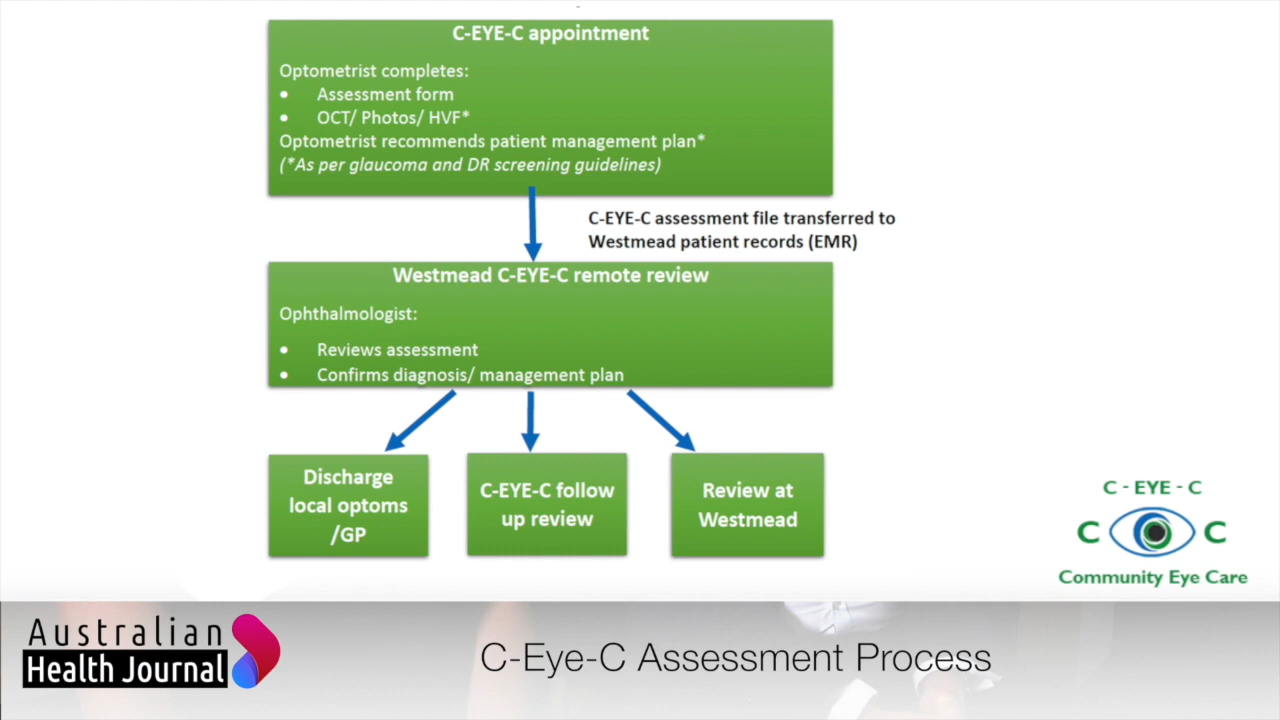 C-EYE-C appointment
Optometrist completes:
• Assessment form
• OCT/ Photos/ HVF*
Optometrist recommends patient management plan*
(*As per glaucoma and DR screening guidelines)
C-EYE-C assessment file transferred to
Westmead patient records (EMR)
Westmead C-EYE-C remote review
Ophthalmologist:
• Reviews assessment
• Confirms diagnosis/ management plan
Discharge
local optoms
/GP
C-EYE-C follow
up review
Review at
Westmead
C - EYE - C
C C
Community Eye Care
Australian
Health Journal
C-Eye-C Assessment Process